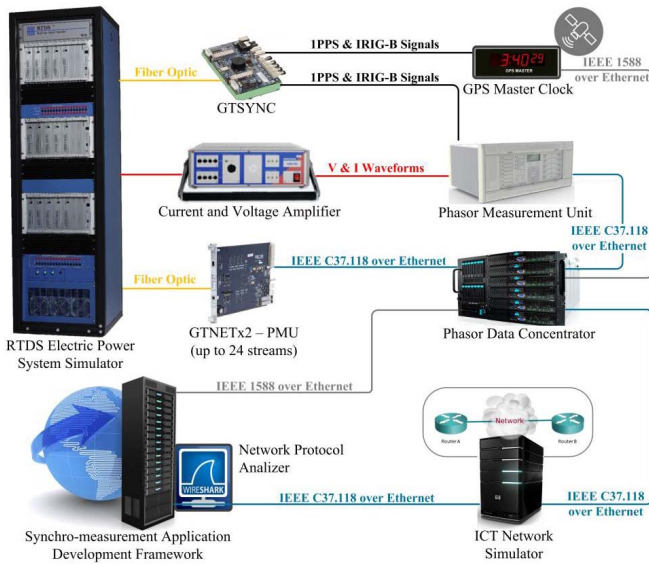 RTDS
1PPS & IRIG-B Signals
3:40 29
GPS MASTER
IEEE 1588
over Ethernet
Fiber Optic
1PPS & IRIG-B Signals
GPS Master Clock
GTSYNC
V & I Waveforms
Current and Voltage Amplifier
Phasor Measurement Unit
IEEE C37.118
over Ethernet
IEEE C37.118 over Ethernet
Fiber Optic
GTNETx2 – PMU
(up to 24 streams)
Phasor Data Concentrator
RTDS Electric Power
System Simulator
IEEE 1588 over Ethernet
Network
Router A
Router B
Network Protocol
Analizer
WIRESHARK
IEEE C37.118 over Ethernet
IEEE C37.118
over Ethernet
Synchro-measurement Application
Development Framework
ICT Network
Simulator